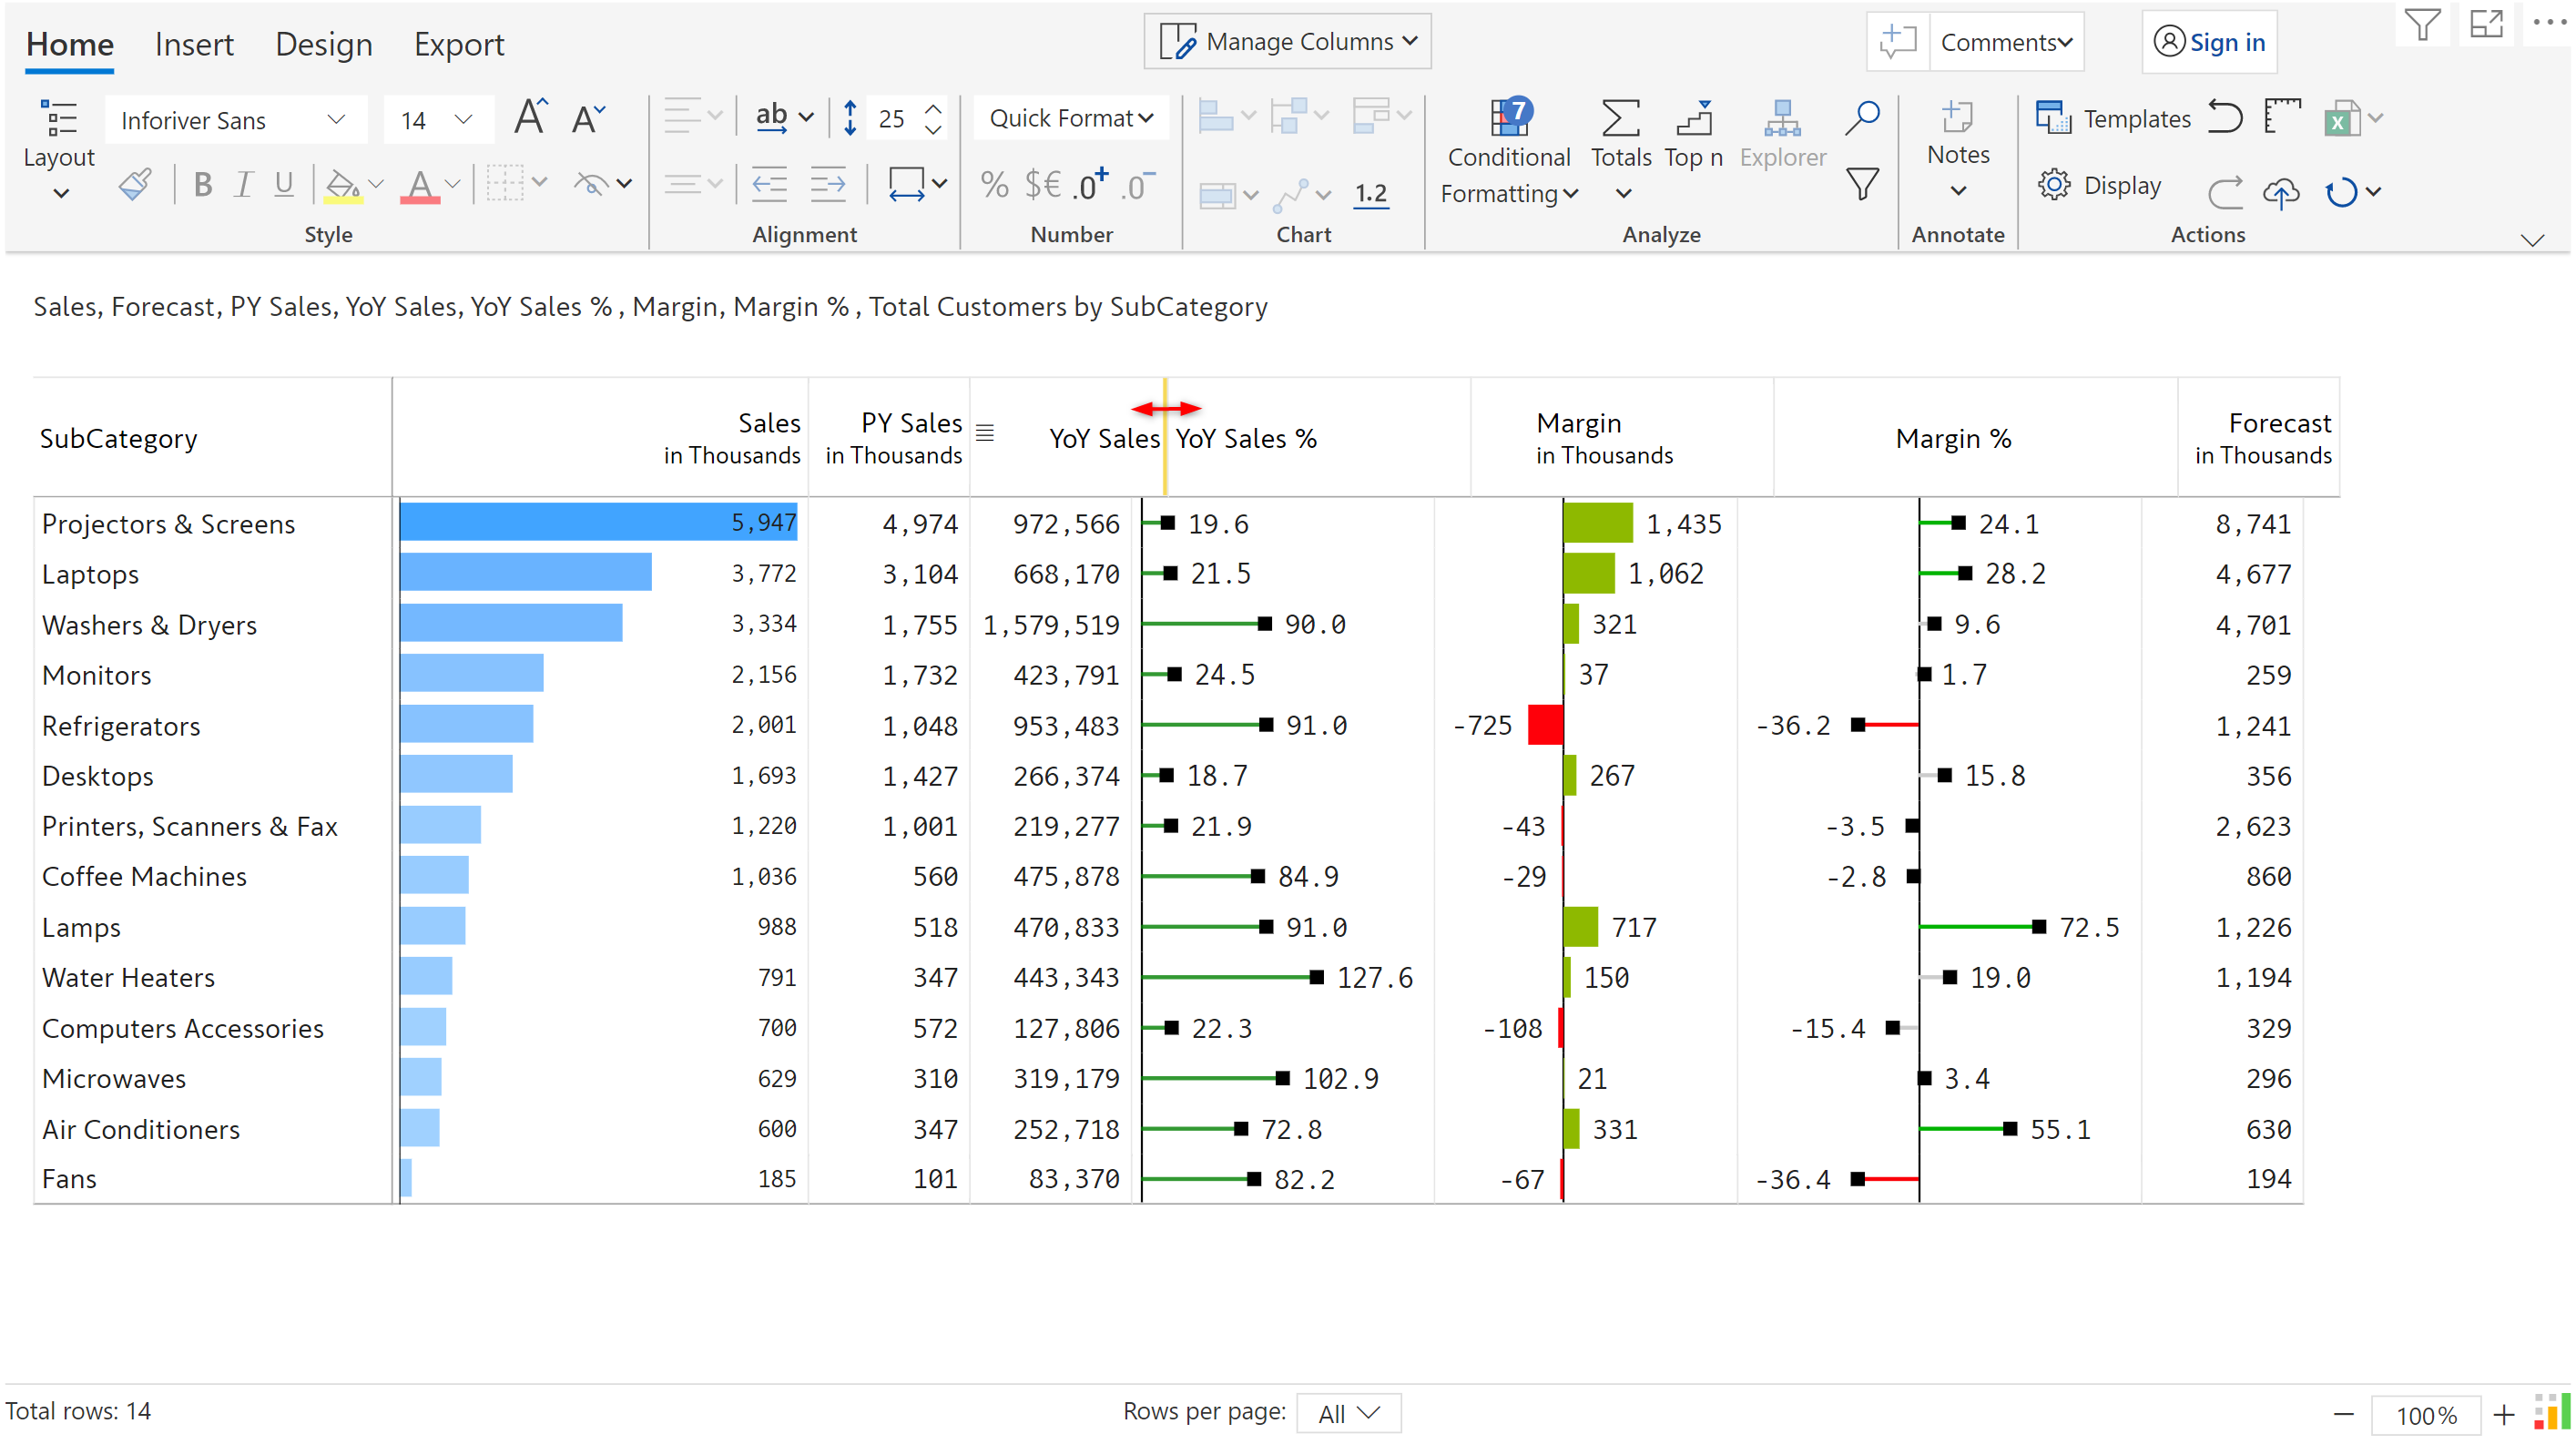 Home Insert Design Export Manage Columns Comments Sign in
Layout Inforiver Sans 14 A A ab 25 Quick Format 7 Conditional Formatting Totals Top n Explorer Notes Templates
B I U A % $€ .0+ .0- 1.2 Display
Style Alignment Number Chart Analyze Annotate Actions
Sales, Forecast, PY Sales, YoY Sales, YoY Sales % , Margin, Margin % , Total Customers by SubCategory
SubCategory Sales in Thousands PY Sales in Thousands YoY Sales YoY Sales % Margin in Thousands Margin % Forecast in Thousands
Projectors & Screens 5,947 4,974 972,566 19.6 1,435 24.1 8,741
Laptops 3,772 3,104 668,170 21.5 1,062 28.2 4,677
Washers & Dryers 3,334 1,755 1,579,519 90.0 321 9.6 4,701
Monitors 2,156 1,732 423,791 24.5 37 1.7 259
Refrigerators 2,001 1,048 953,483 91.0 -725 -36.2 1,241
Desktops 1,693 1,427 266,374 18.7 267 15.8 356
Printers, Scanners & Fax 1,220 1,001 219,277 21.9 -43 -3.5 2,623
Coffee Machines 1,036 560 475,878 84.9 -29 -2.8 860
Lamps 988 518 470,833 91.0 717 72.5 1,226
Water Heaters 791 347 443,343 127.6 150 19.0 1,194
Computers Accessories 700 572 127,806 22.3 -108 -15.4 329
Microwaves 629 310 319,179 102.9 21 3.4 296
Air Conditioners 600 347 252,718 72.8 331 55.1 630
Fans 185 101 83,370 82.2 -67 -36.4 194
Total rows: 14 Rows per page: All 100%